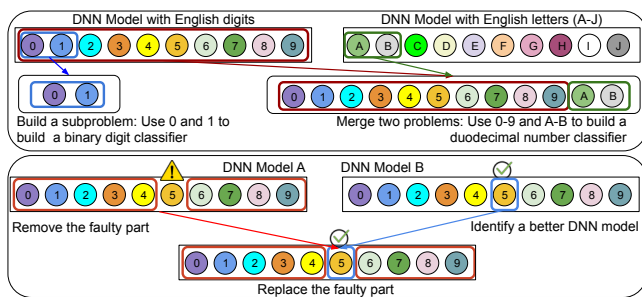 DNN Model with English digits
DNN Model with English letters (A-J)
0 1 2 3 4 5 6 7 8 9
A B C D E F G H I J
0 1
0 1 2 3 4 5 6 7 8 9 A B
Build a subproblem: Use 0 and 1 to
build a binary digit classifier
Merge two problems: Use 0-9 and A-B to build a
duodecimal number classifier
DNN Model A
DNN Model B
0 1 2 3 4 5 6 7 8 9
0 1 2 3 4 5 6 7 8 9
Remove the faulty part
Identify a better DNN model
0 1 2 3 4 5 6 7 8 9
Replace the faulty part